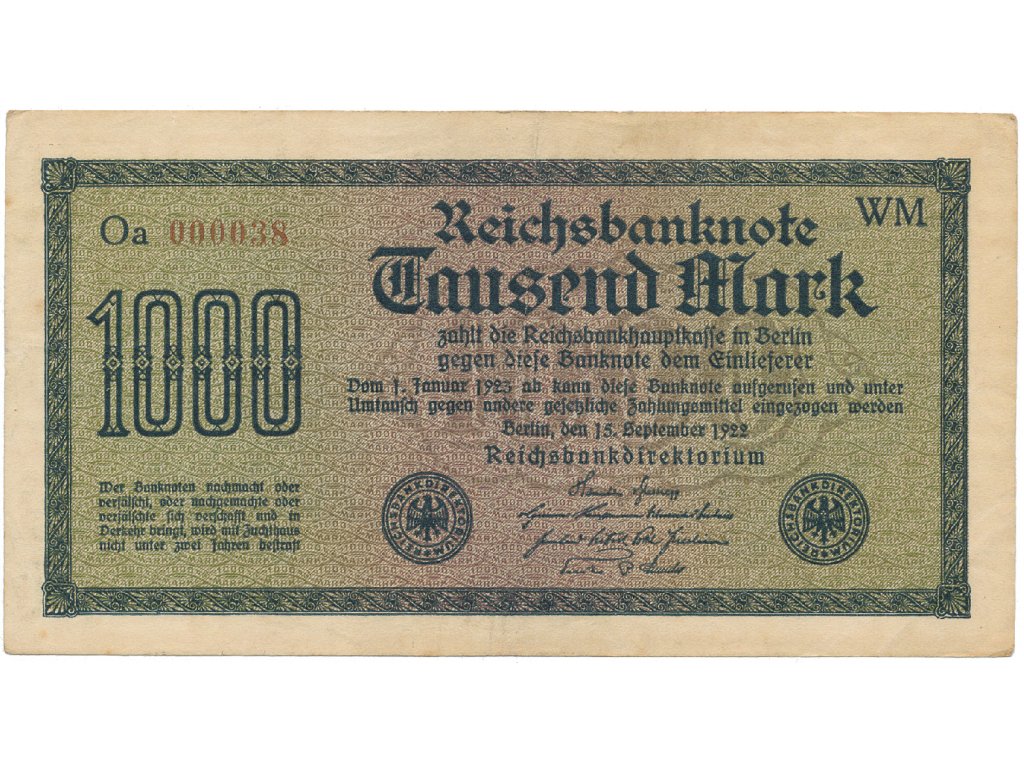 Oa 000038
WM
Reichsbanknote
Tausend Mark
1000
zahlt die Reichsbankhauptkasse in Berlin
gegen diese Banknote dem Einlieferer
Vom 1. Januar 1923 ab kann diese Banknote aufgerufen und unter
Umtausch gegen andere gesetzliche Zahlungsmittel eingezogen werden
Berlin, den 15. September 1922
Reichsbankdirektorium
Wer Banknoten nachmacht oder
verfälscht, oder nachgemachte oder
verfälschte sich verschafft und in
Verkehr bringt, wird mit Zuchthaus
nicht unter zwei Jahren bestraft
REICHSBANKDIREKTORIUM
REICHSBANKDIREKTORIUM